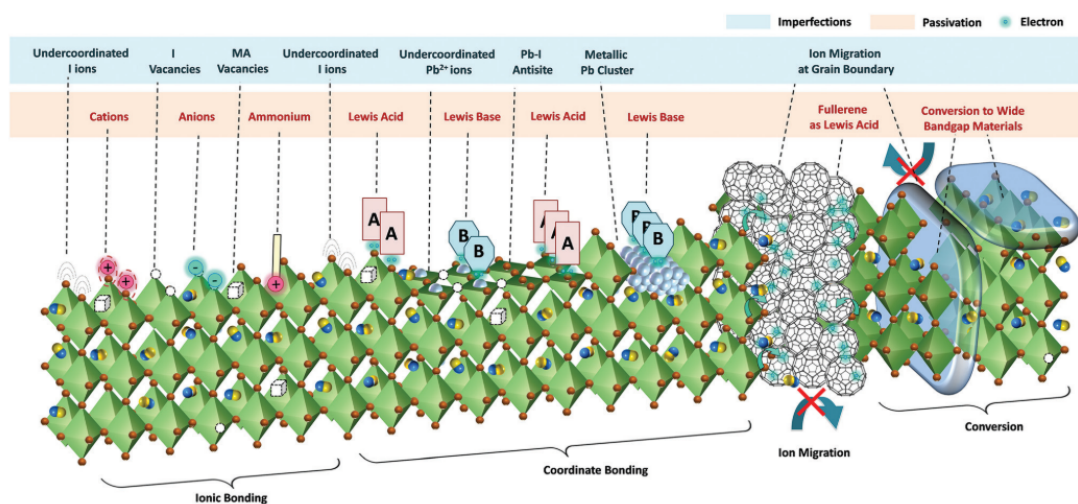 Imperfections Passivation Electron
Undercoordinated I Vacancies MA Vacancies Undercoordinated Undercoordinated Pb-I Metallic Ion Migration
I ions I ions Pb²⁺ ions Antisite Pb Cluster at Grain Boundary
Cations Anions Ammonium Lewis Acid Lewis Base Lewis Acid Lewis Base Fullerene Conversion to Wide
as Lewis Acid Bandgap Materials
A A B B A A A B B B
+ + - - +
Ionic Bonding
Coordinate Bonding
Ion Migration
Conversion